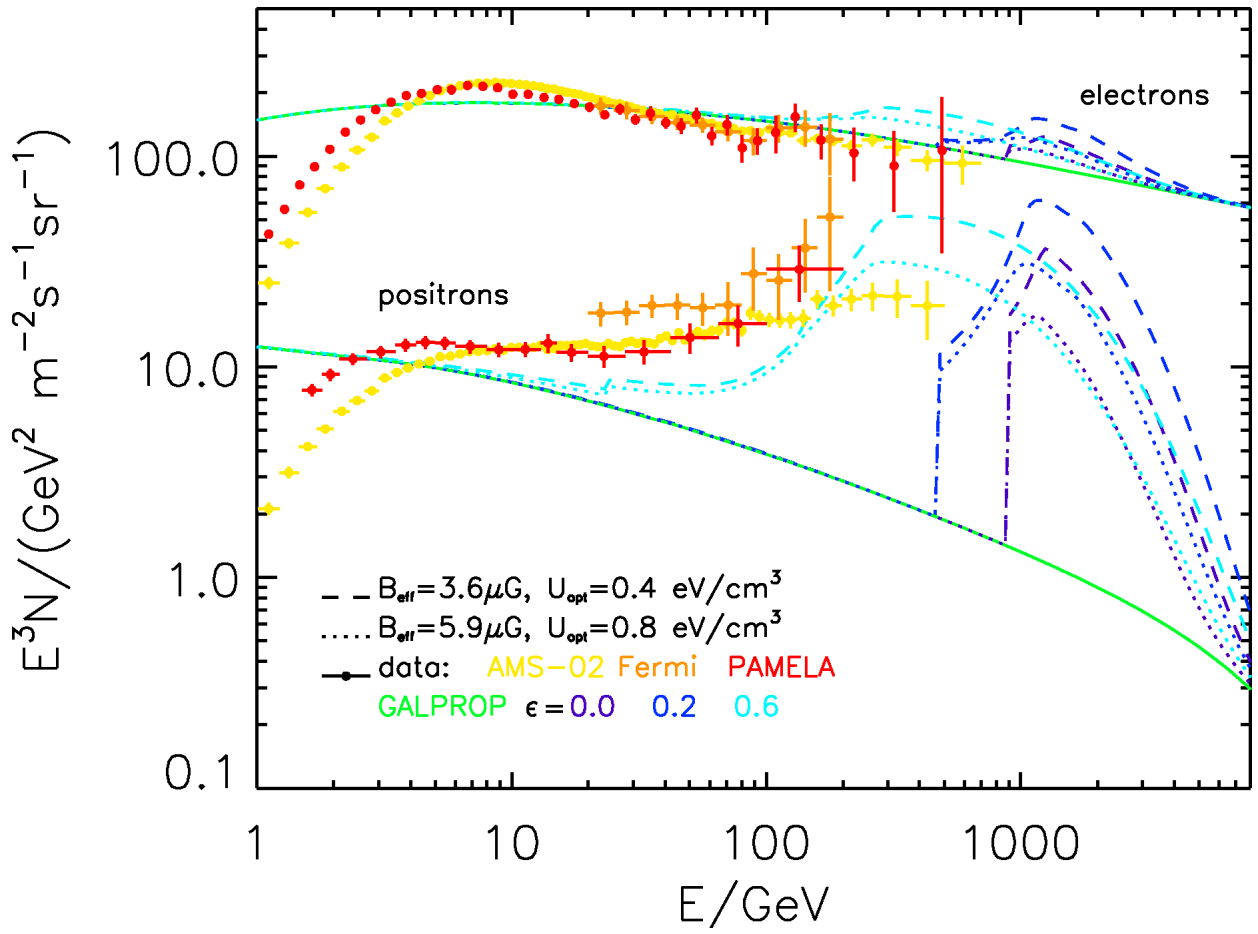 electrons
positrons
100.0
10.0
1.0
0.1
E³N/(GeV² m⁻²s⁻¹sr⁻¹)
B_eff=3.6μG, U_opt=0.4 eV/cm³
B_eff=5.9μG, U_opt=0.8 eV/cm³
data: AMS-02 Fermi PAMELA
GALPROP ϵ=0.0 0.2 0.6
1 10 100 1000
E/GeV